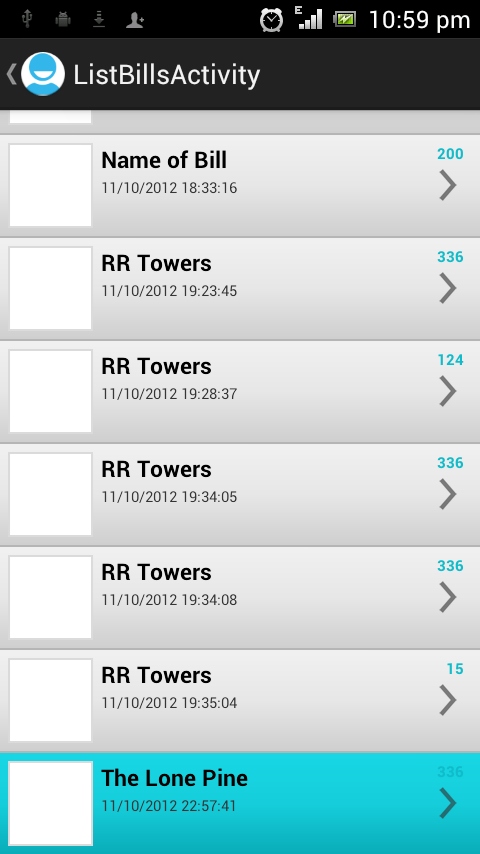 E
10:59 pm
ListBillsActivity
Name of Bill
200
11/10/2012 18:33:16
RR Towers
336
11/10/2012 19:23:45
RR Towers
124
11/10/2012 19:28:37
RR Towers
336
11/10/2012 19:34:05
RR Towers
336
11/10/2012 19:34:08
RR Towers
15
11/10/2012 19:35:04
The Lone Pine
336
11/10/2012 22:57:41